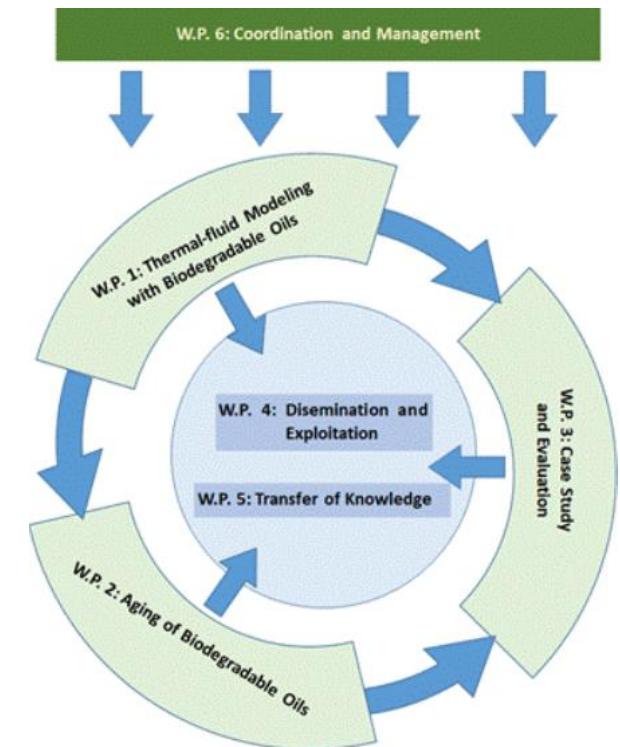 W.P. 6: Coordination and Management
W.P. 1: Thermal-fluid Modeling
with Biodegradable Oils
W.P. 3: Case Study
and Evaluation
W.P. 4: Disemination and
Exploitation
W.P. 5: Transfer of Knowledge
W.P. 2: Aging of Biodegradable Oils